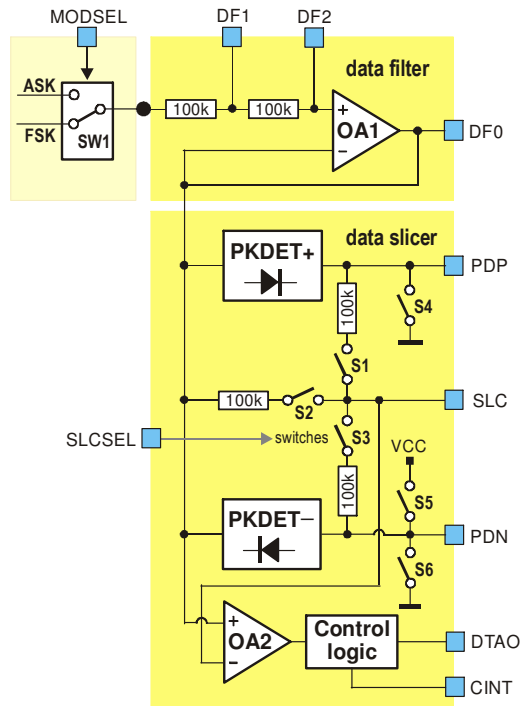 MODSEL
DF1
DF2
ASK
FSK
SW1
data filter
100k
100k
+
OA1
−
DF0
data slicer
PKDET+
PDP
100k
S4
S1
100k
S2
SLC
S3
SLCSEL
switches
VCC
100k
S5
PKDET−
PDN
S6
+
OA2
−
Control
logic
DTAO
CINT